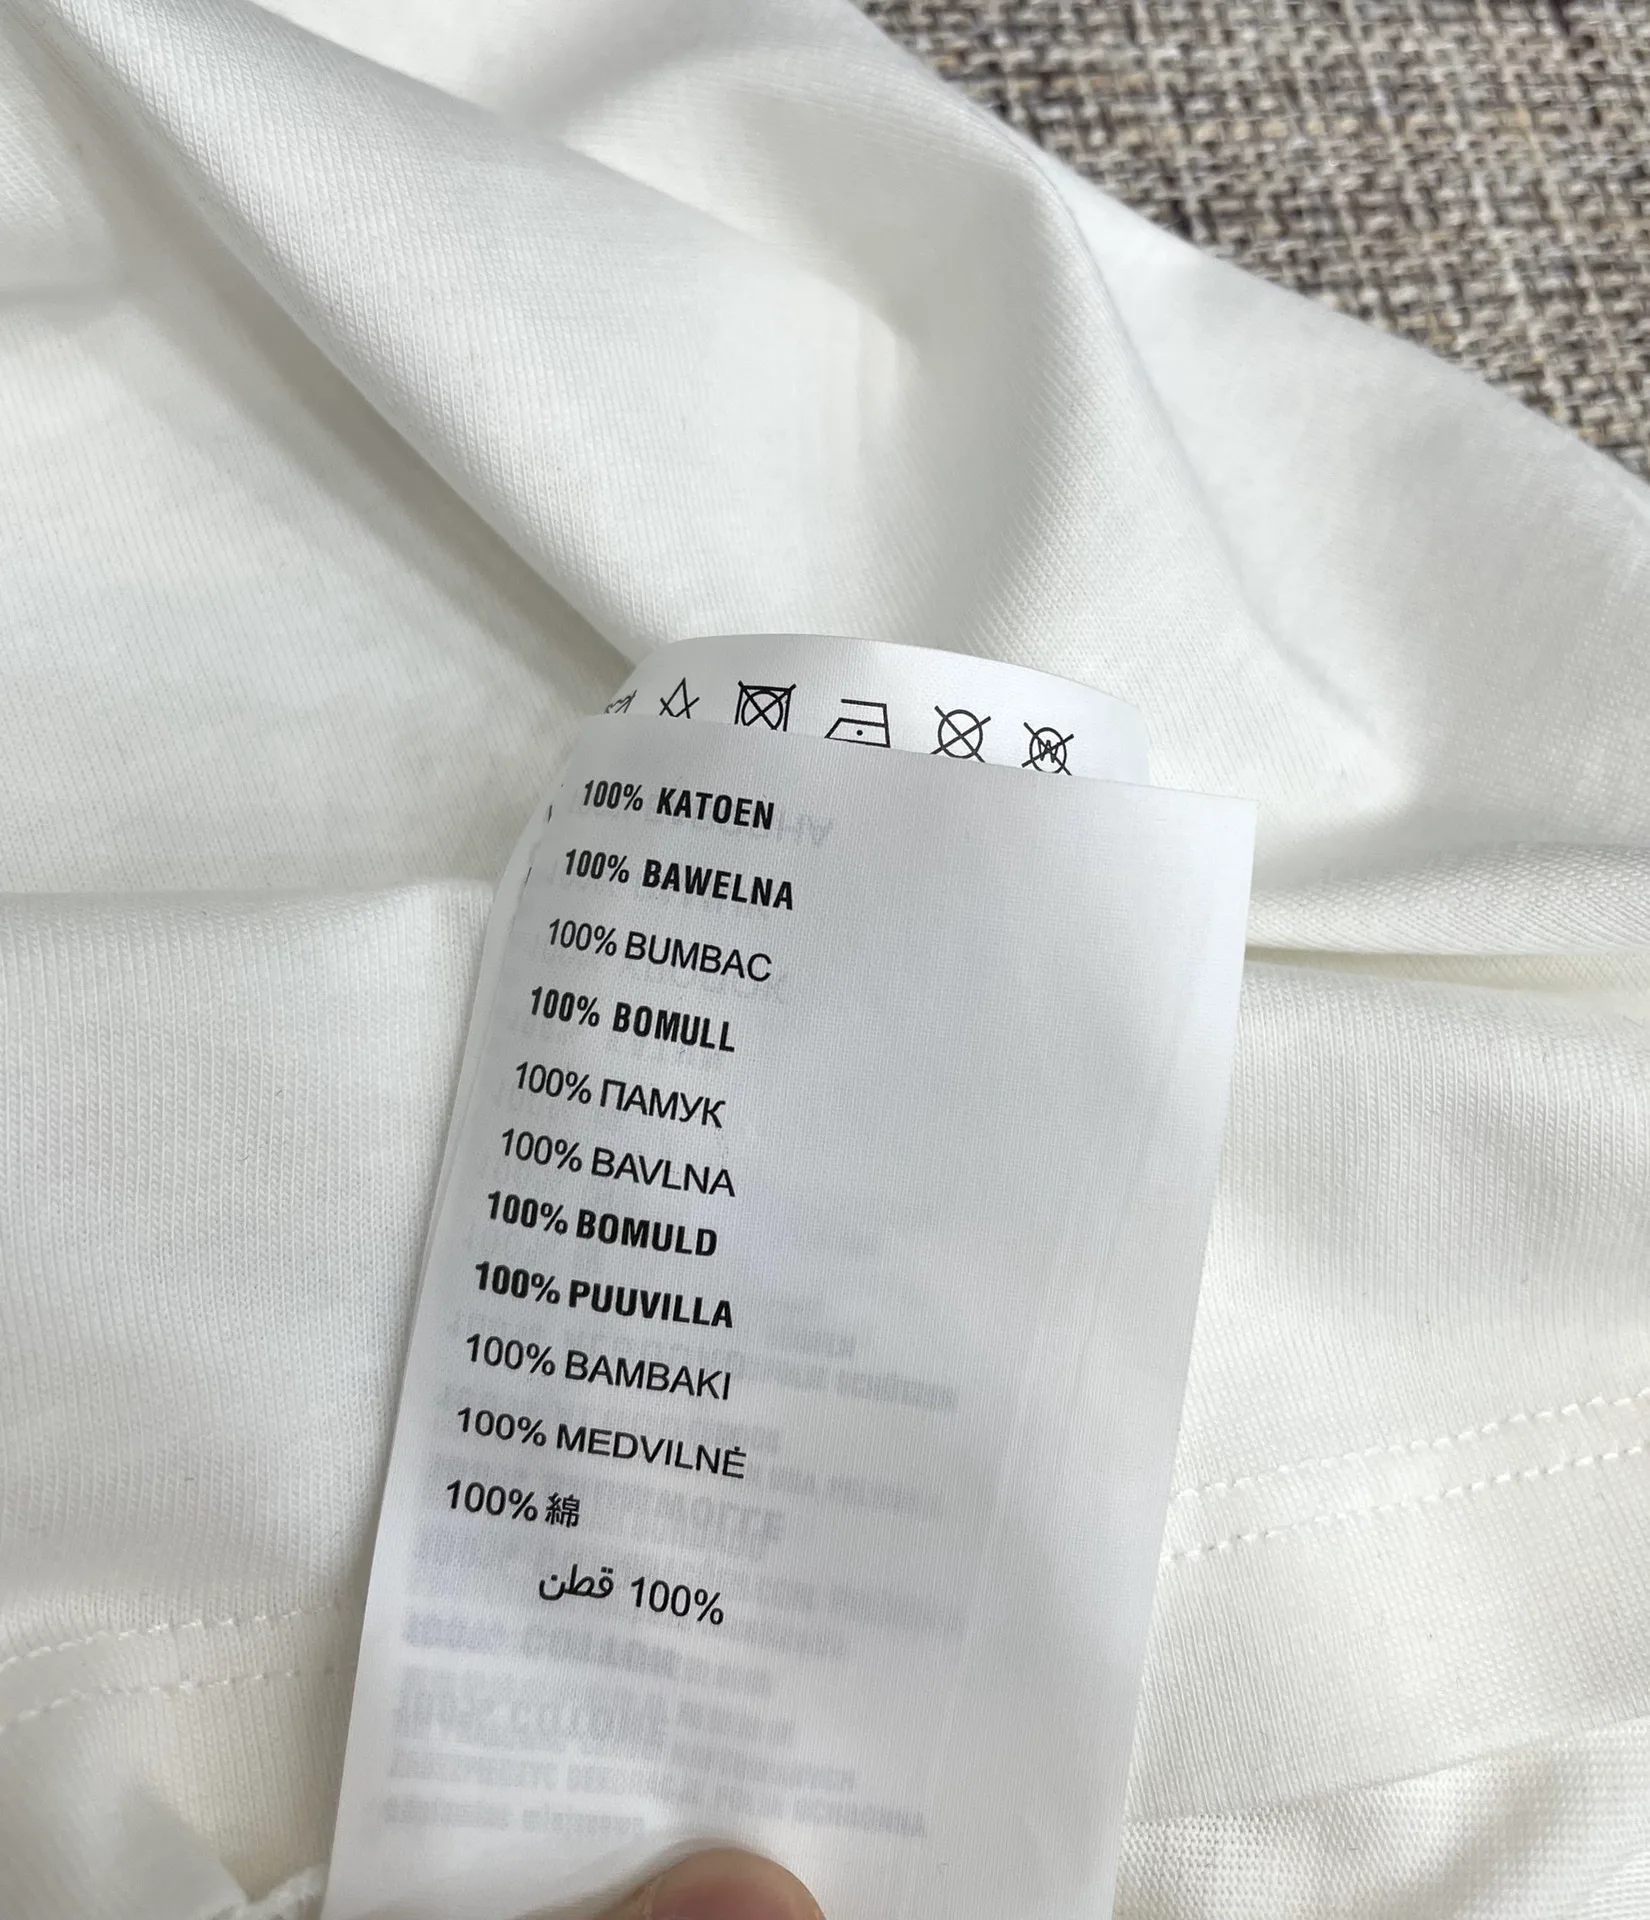 100% KATOEN
100% BAWELNA
100% BUMBAC
100% BOMULL
100% ПАМУК
100% BAVLNA
100% BOMULD
100% PUUVILLA
100% BAMBAKI
100% MEDVILNĖ
100% 綿
100% قطن